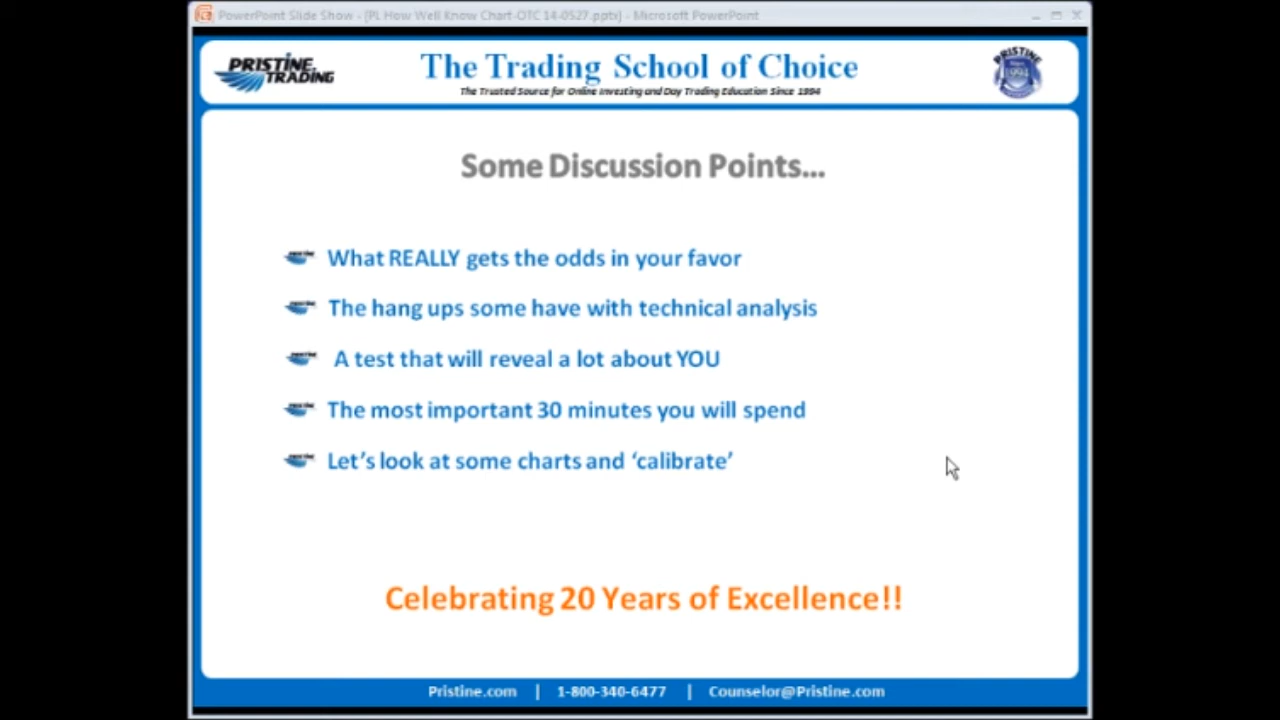 PowerPoint Slide Show - [PL How Well Know Chart-OTC 14-0527.pptx] - Microsoft PowerPoint
PRISTINE.
TRADING
The Trading School of Choice
The Trusted Source for Online Investing and Day Trading Education Since 1994
PRISTINE
1994
Some Discussion Points...
What REALLY gets the odds in your favor
The hang ups some have with technical analysis
A test that will reveal a lot about YOU
The most important 30 minutes you will spend
Let's look at some charts and ‘calibrate’
Celebrating 20 Years of Excellence!!
Pristine.com | 1-800-340-6477 | Counselor@Pristine.com